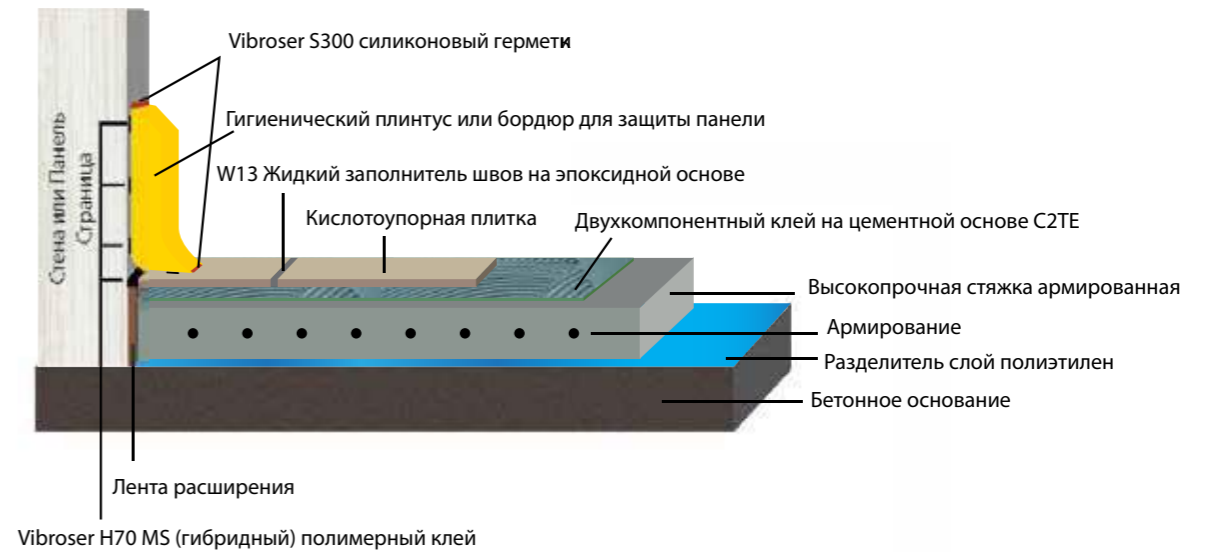 Vibroser S300 силиконовый герметик
Гигиенический плинтус или бордюр для защиты панели
Стена или Панель
Страница
W13 Жидкий заполнитель швов на эпоксидной основе
Кислотоупорная плитка
Двухкомпонентный клей на цементной основе C2TE
Высокопрочная стяжка армированная
Армирование
Разделитель слой полиэтилен
Бетонное основание
Лента расширения
Vibroser H70 MS (гибридный) полимерный клей